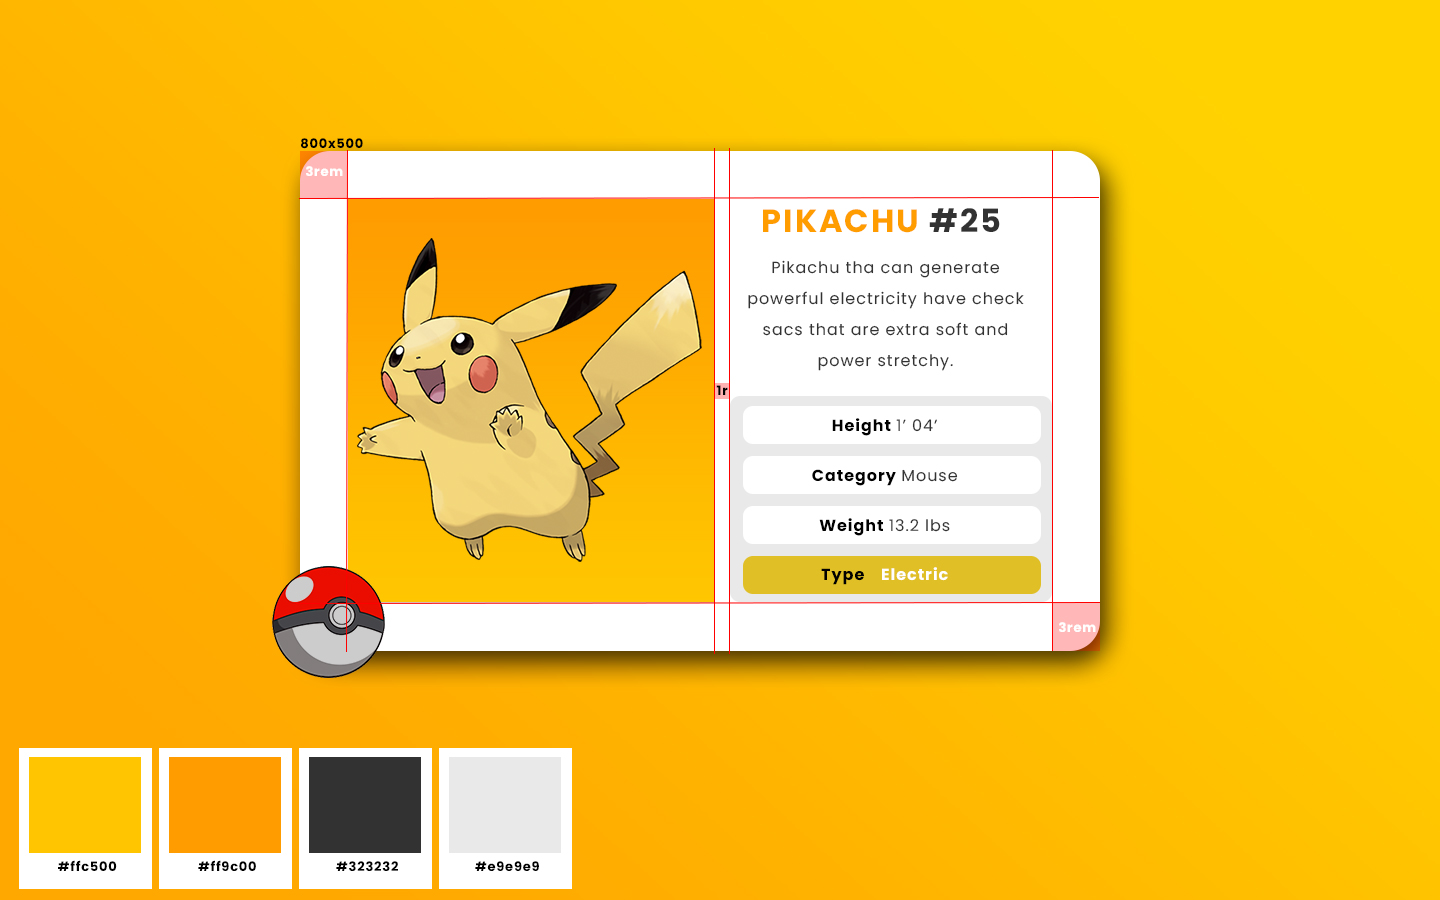 800x500
3rem
PIKACHU #25
Pikachu tha can generate
powerful electricity have check
sacs that are extra soft and
power stretchy.
1r
Height 1’ 04’
Category Mouse
Weight 13.2 lbs
Type Electric
3rem
#ffc500
#ff9c00
#323232
#e9e9e9